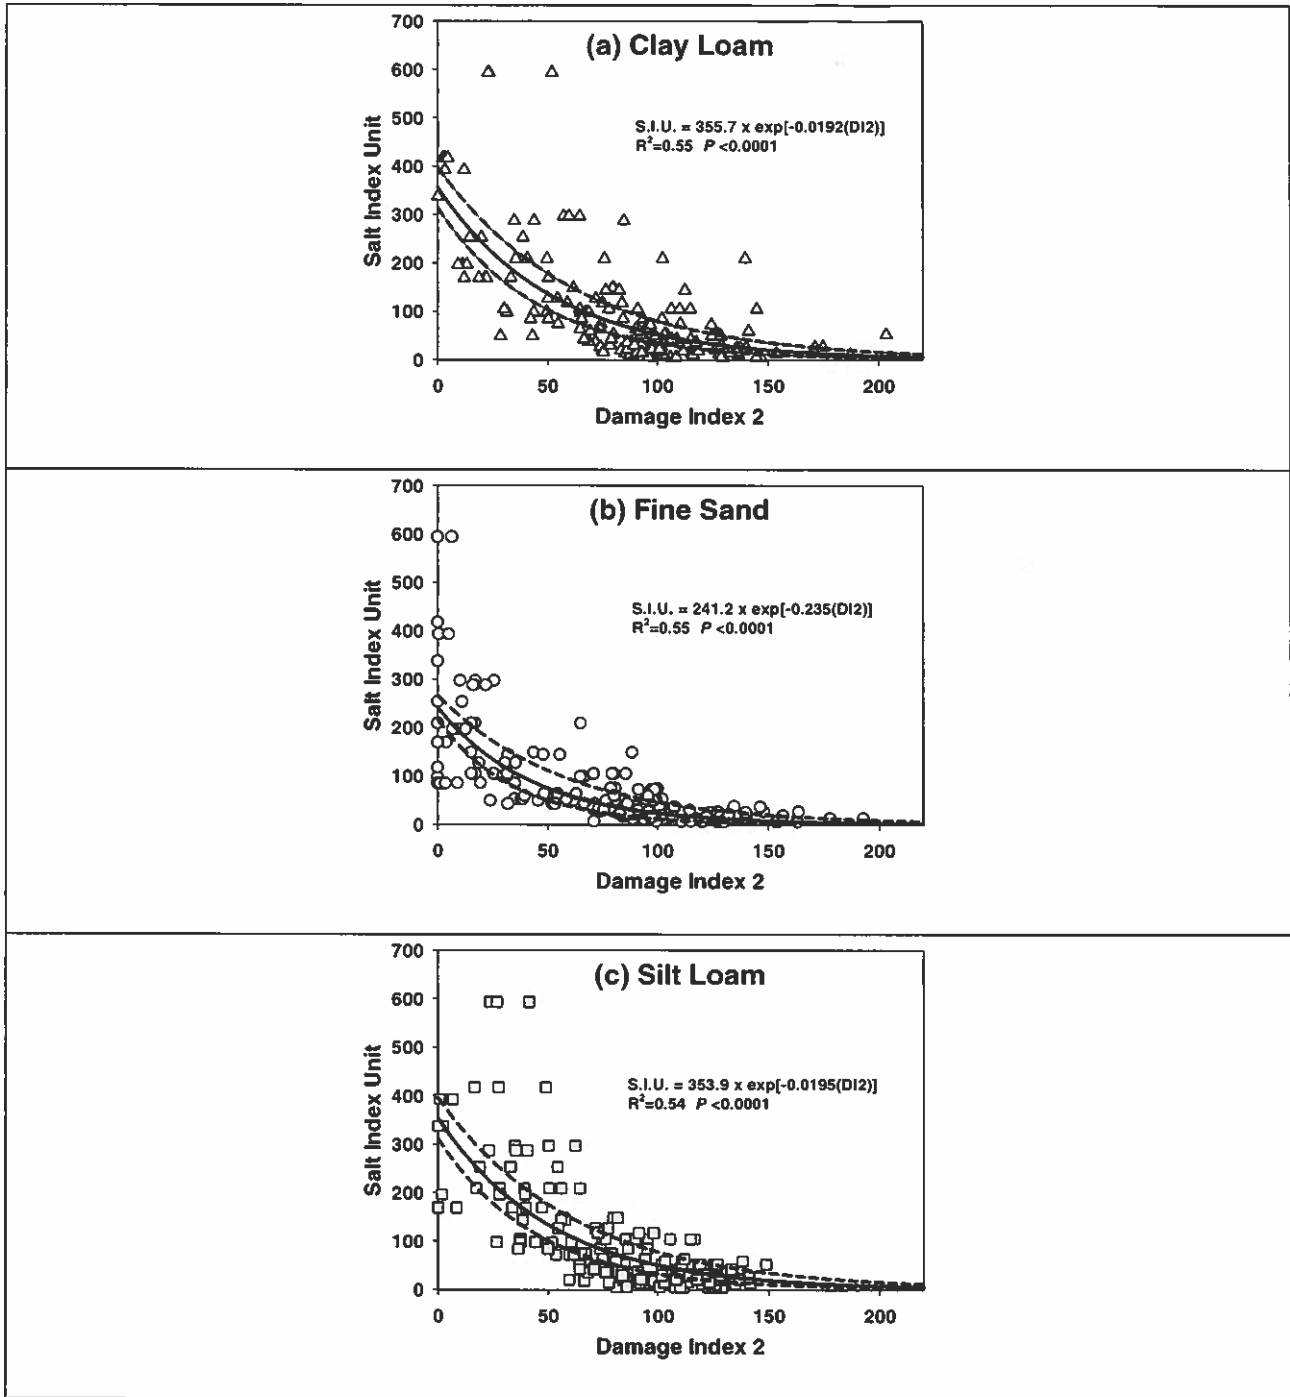 (a) Clay Loam
S.I.U. = 355.7 x exp[-0.0192(DI2)]
R²=0.55 P <0.0001
Salt Index Unit
700
600
500
400
300
200
100
0
0 50 100 150 200
Damage Index 2
(b) Fine Sand
S.I.U. = 241.2 x exp[-0.235(DI2)]
R²=0.55 P <0.0001
Salt Index Unit
700
600
500
400
300
200
100
0
0 50 100 150 200
Damage Index 2
(c) Silt Loam
S.I.U. = 353.9 x exp[-0.0195(DI2)]
R²=0.54 P <0.0001
Salt Index Unit
700
600
500
400
300
200
100
0
0 50 100 150 200
Damage Index 2